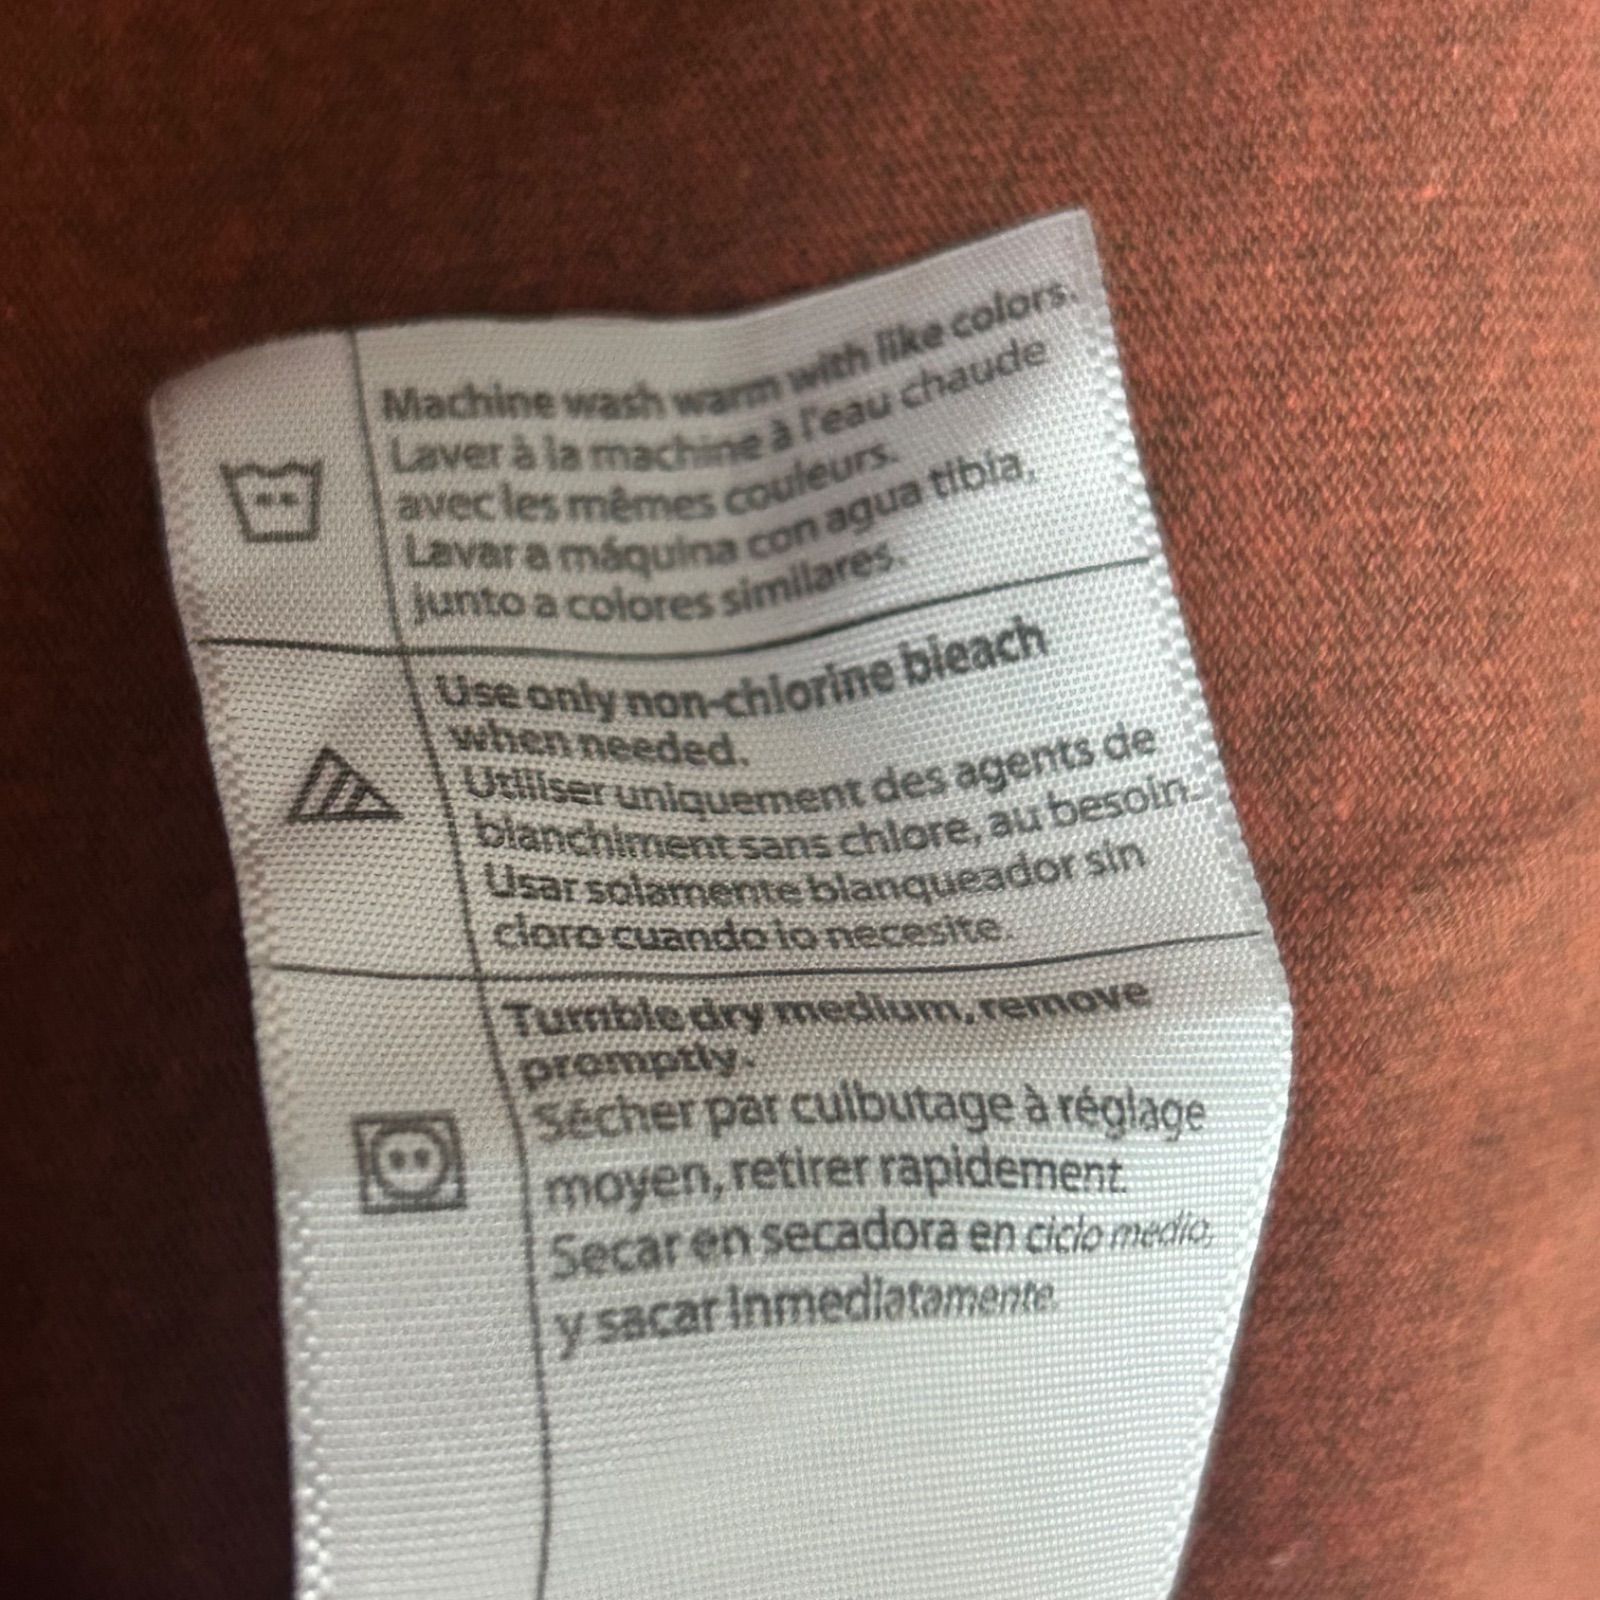 Machine wash warm with like colors.
Laver à la machine à l'eau chaude
avec les mêmes couleurs.
Lavar a máquina con agua tibia,
junto a colores similares.
Use only non-chlorine bleach
when needed.
Utiliser uniquement des agents de
blanchiment sans chlore, au besoin.
Usar solamente blanqueador sin
cloro cuando lo necesite.
Tumble dry medium, remove
promptly.
Sécher par culbutage à réglage
moyen, retirer rapidement.
Secar en secadora en ciclo medio,
y sacar inmediatamente.